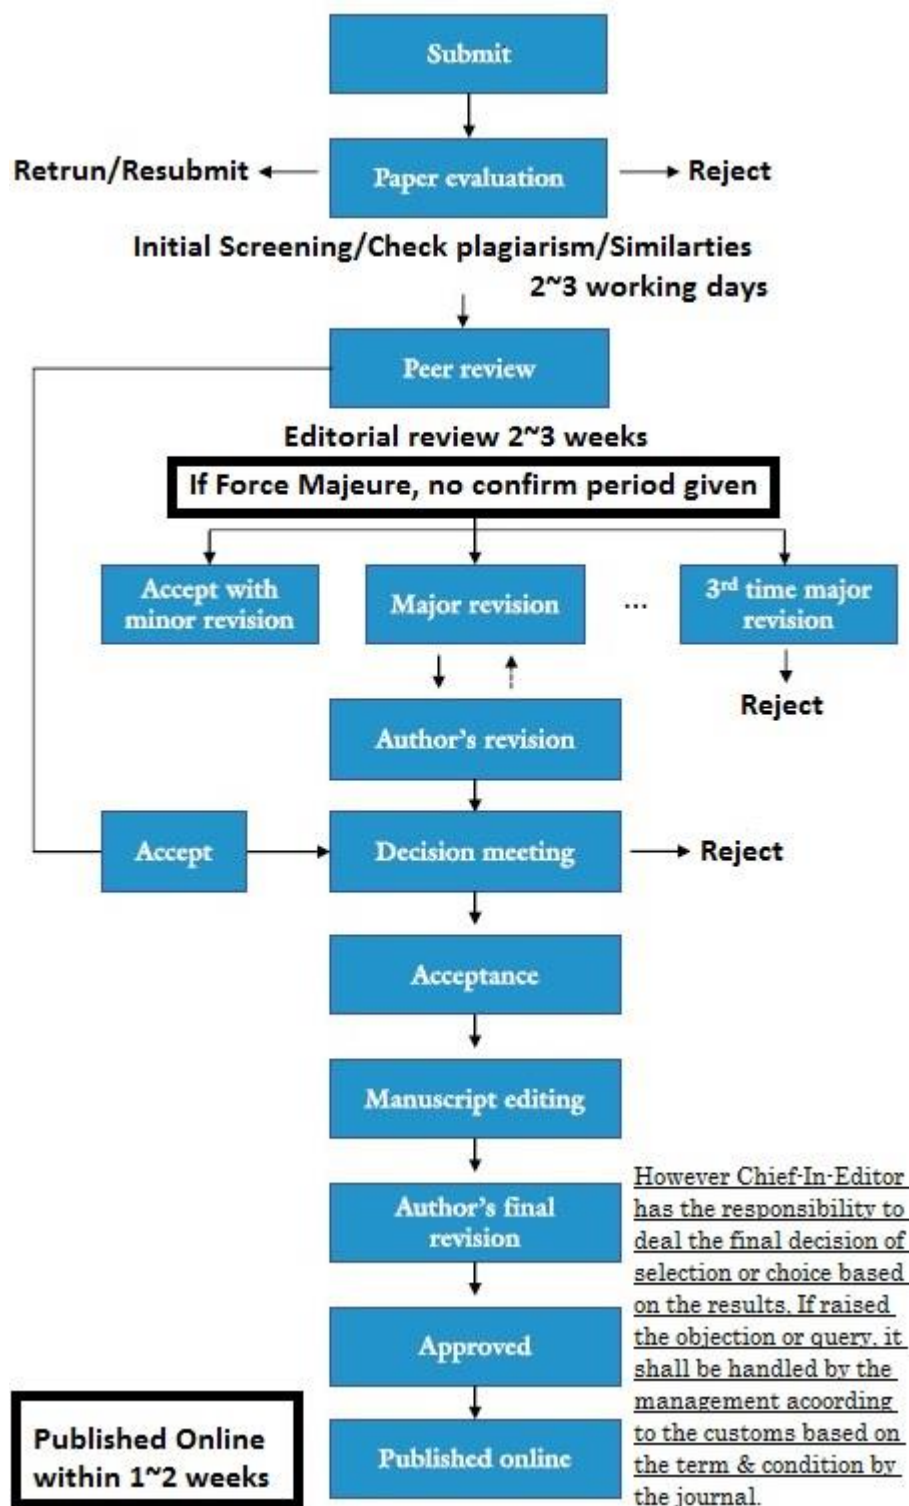 Submit
Retrun/Resubmit
Paper evaluation
Reject
Initial Screening/Check plagiarism/Similarties
2~3 working days
Peer review
Editorial review 2~3 weeks
If Force Majeure, no confirm period given
Accept with
minor revision
Major revision
...
3rd time major
revision
Reject
Author's revision
Accept
Decision meeting
Reject
Acceptance
Manuscript editing
Author's final
revision
Approved
Published online
However Chief-In-Editor
has the responsibility to
deal the final decision of
selection or choice based
on the results. If raised
the objection or query, it
shall be handled by the
management acoording
to the customs based on
the term & condition by
the journal.
Published Online
within 1~2 weeks